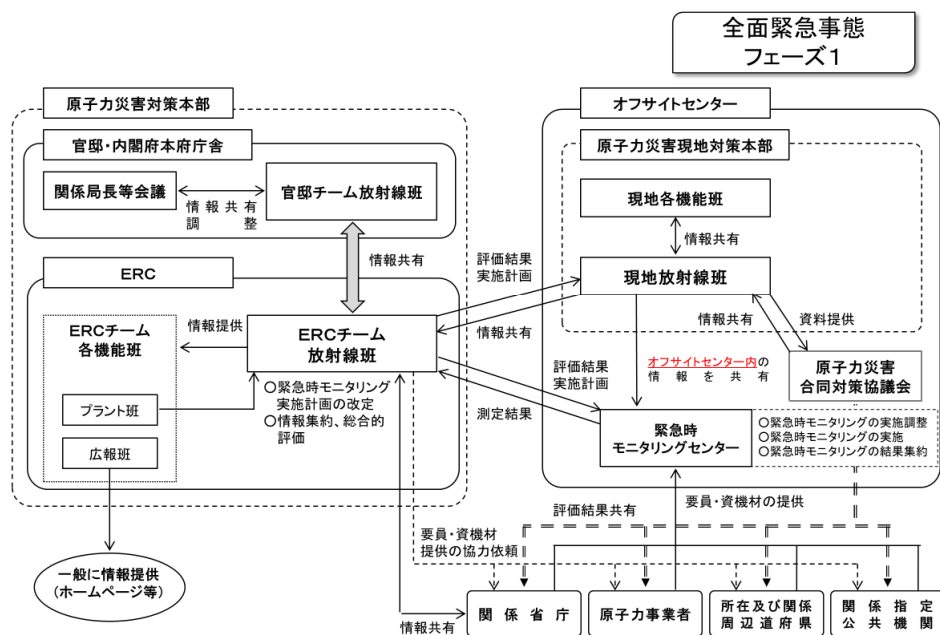 全面緊急事態
フェーズ1
原子力災害対策本部
オフサイトセンター
官邸・内閣府本府庁舎
原子力災害現地対策本部
関係局長等会議
情報共有
調整
官邸チーム放射線班
現地各機能班
情報共有
情報共有
評価結果
実施計画
現地放射線班
ERC
ERCチーム
各機能班
情報提供
ERCチーム
放射線班
情報共有
情報共有
資料提供
評価結果
実施計画
オフサイトセンター内の
情報を共有
原子力災害
合同対策協議会
プラント班
○緊急時モニタリング
実施計画の改定
○情報集約、総合的
評価
測定結果
広報班
緊急時
モニタリングセンター
○緊急時モニタリングの実施調整
○緊急時モニタリングの実施
○緊急時モニタリングの結果集約
要員・資機材の提供
評価結果共有
要員・資機材
提供の協力依頼
一般に情報提供
(ホームページ等)
情報共有
関係省庁
原子力事業者
所在及び関係
周辺道府県
関係指定
公共機関